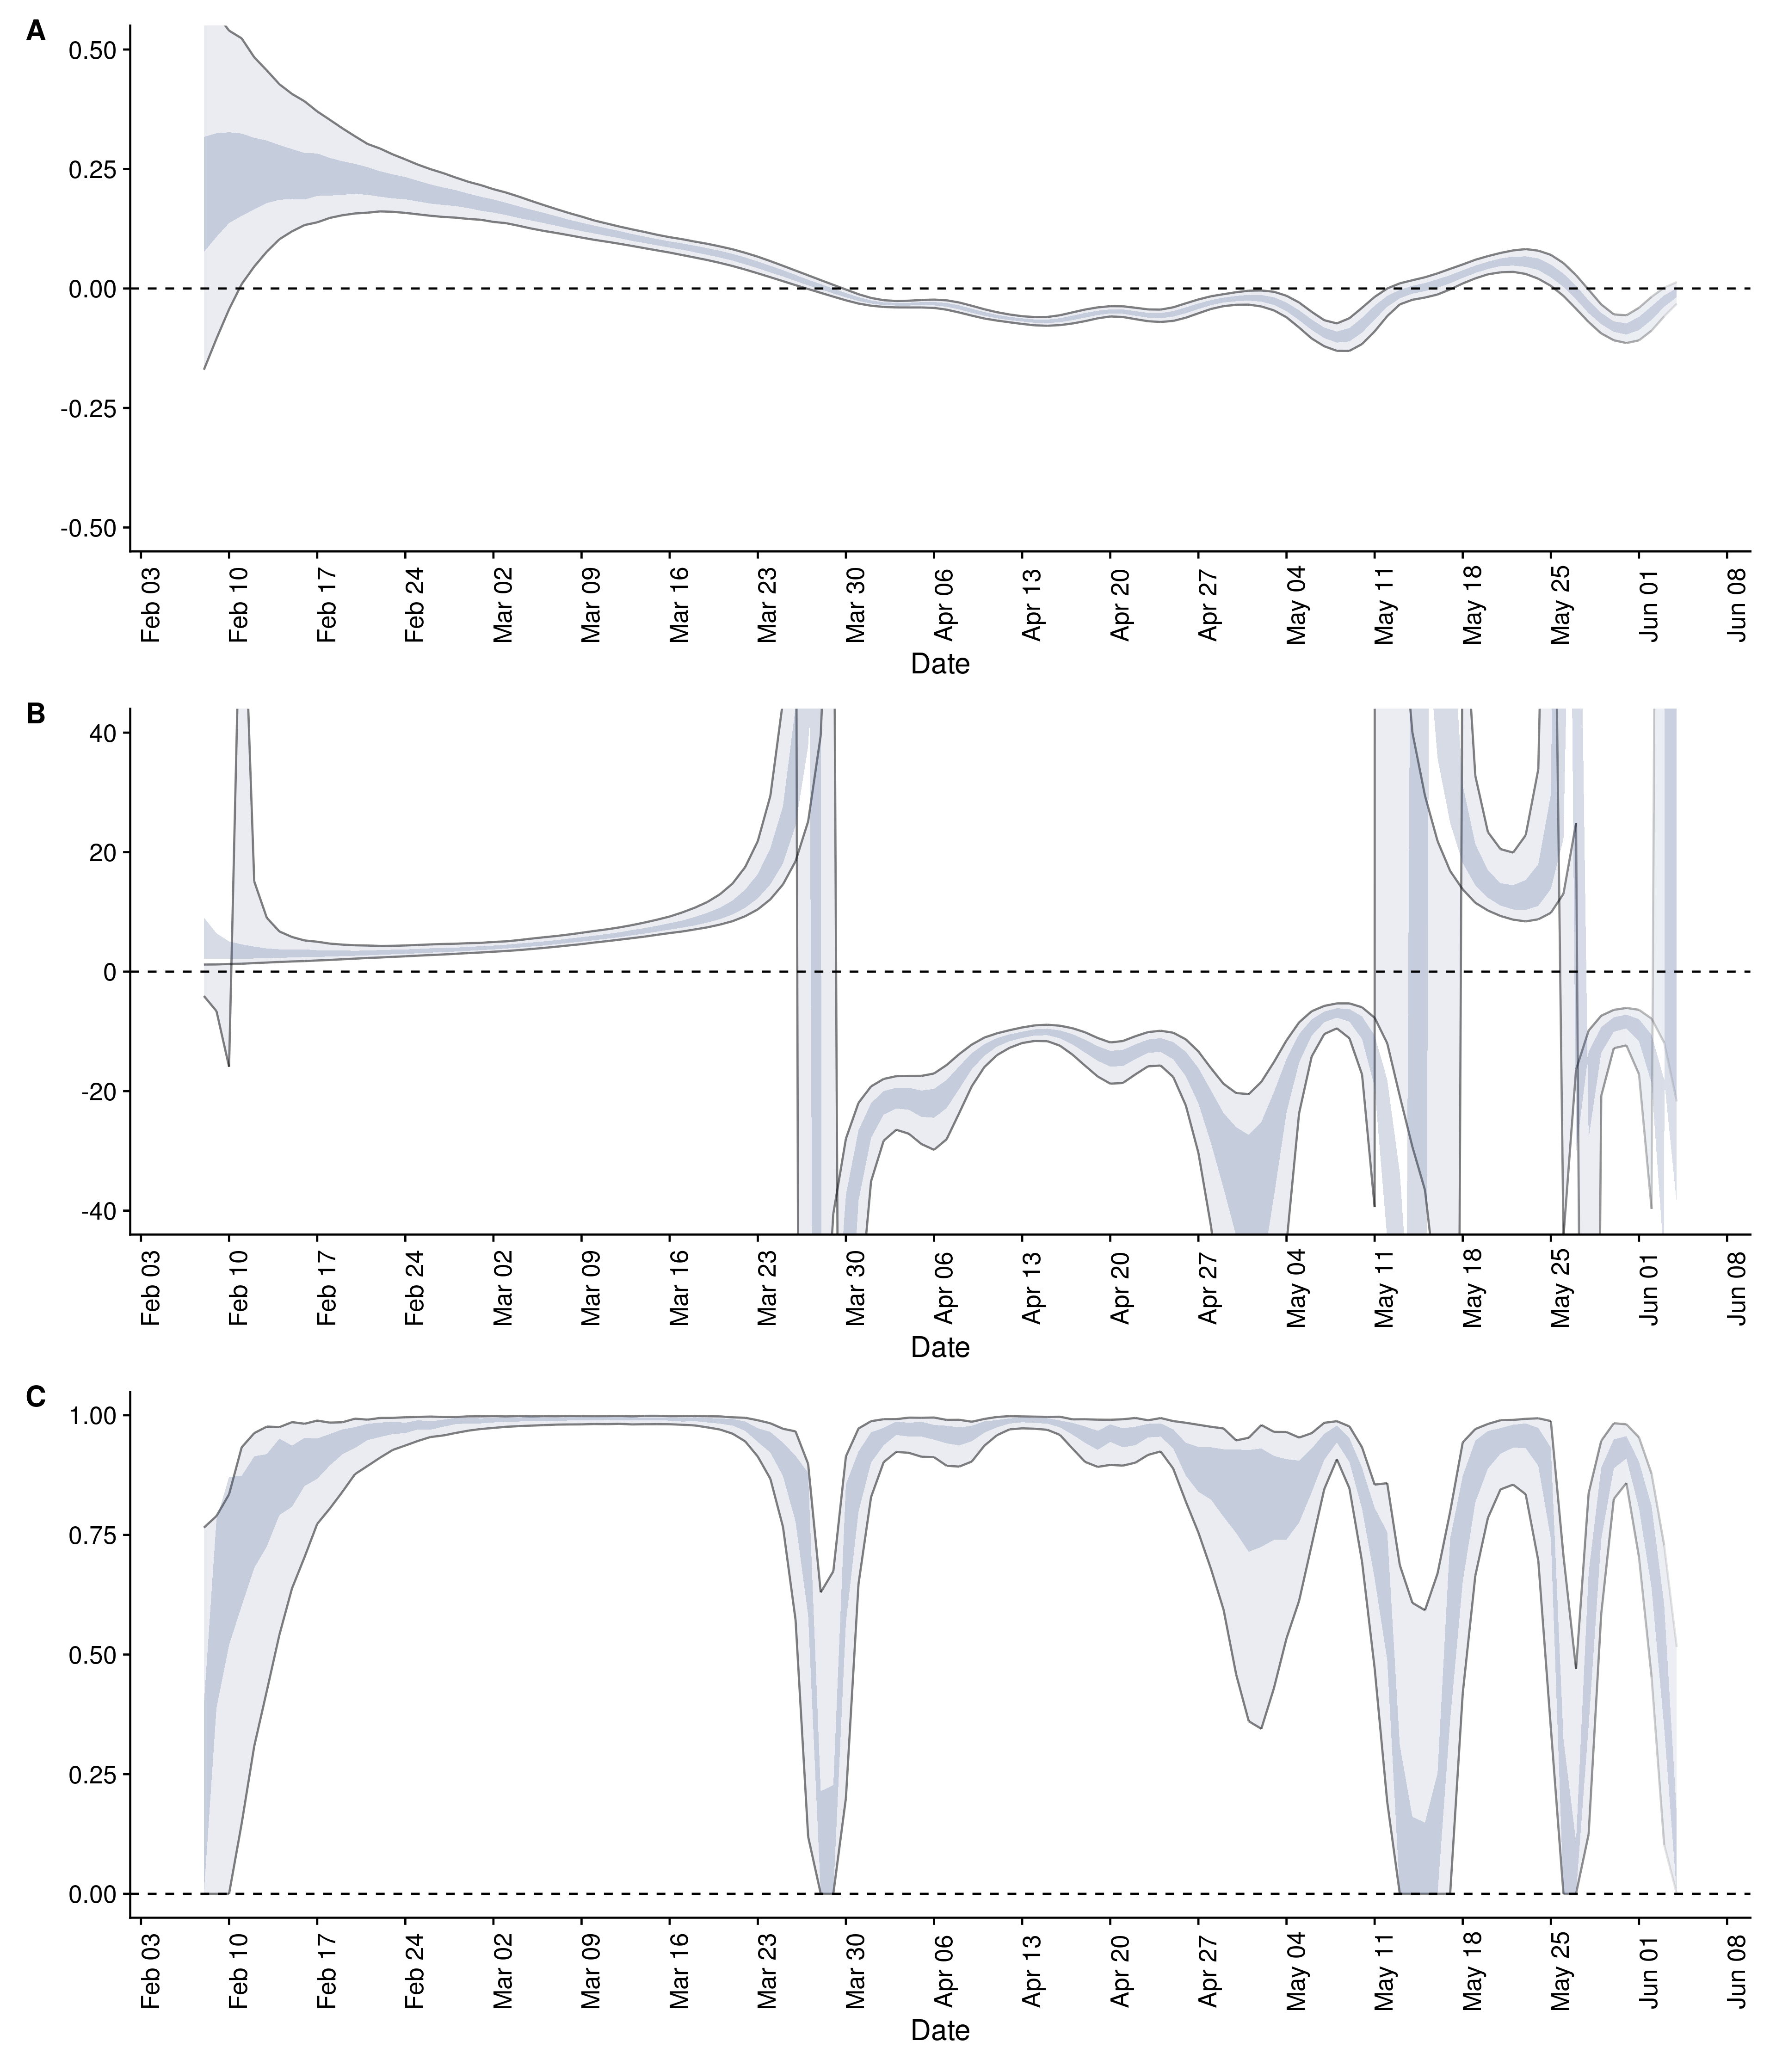 A
0.50
0.25
0.00
-0.25
-0.50
Feb 03
Feb 10
Feb 17
Feb 24
Mar 02
Mar 09
Mar 16
Mar 23
Mar 30
Apr 06
Apr 13
Apr 20
Apr 27
May 04
May 11
May 18
May 25
Jun 01
Jun 08
Date
B
40
20
0
-20
-40
Feb 03
Feb 10
Feb 17
Feb 24
Mar 02
Mar 09
Mar 16
Mar 23
Mar 30
Apr 06
Apr 13
Apr 20
Apr 27
May 04
May 11
May 18
May 25
Jun 01
Jun 08
Date
C
1.00
0.75
0.50
0.25
0.00
Feb 03
Feb 10
Feb 17
Feb 24
Mar 02
Mar 09
Mar 16
Mar 23
Mar 30
Apr 06
Apr 13
Apr 20
Apr 27
May 04
May 11
May 18
May 25
Jun 01
Jun 08
Date